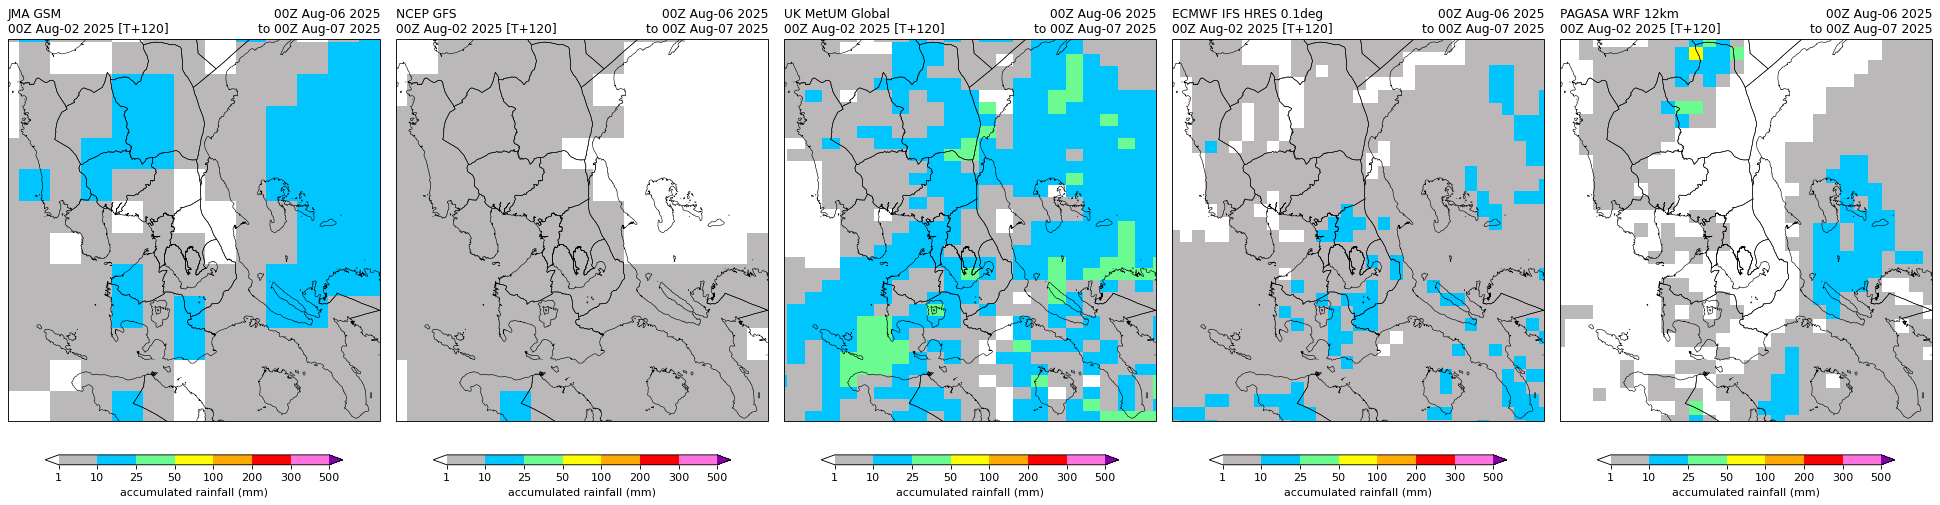 JMA GSM 00Z Aug-06 2025
00Z Aug-02 2025 [T+120] to 00Z Aug-07 2025
NCEP GFS 00Z Aug-06 2025
00Z Aug-02 2025 [T+120] to 00Z Aug-07 2025
UK MetUM Global 00Z Aug-06 2025
00Z Aug-02 2025 [T+120] to 00Z Aug-07 2025
ECMWF IFS HRES 0.1deg 00Z Aug-06 2025
00Z Aug-02 2025 [T+120] to 00Z Aug-07 2025
PAGASA WRF 12km 00Z Aug-06 2025
00Z Aug-02 2025 [T+120] to 00Z Aug-07 2025
1 10 25 50 100 200 300 500
accumulated rainfall (mm)
1 10 25 50 100 200 300 500
accumulated rainfall (mm)
1 10 25 50 100 200 300 500
accumulated rainfall (mm)
1 10 25 50 100 200 300 500
accumulated rainfall (mm)
1 10 25 50 100 200 300 500
accumulated rainfall (mm)